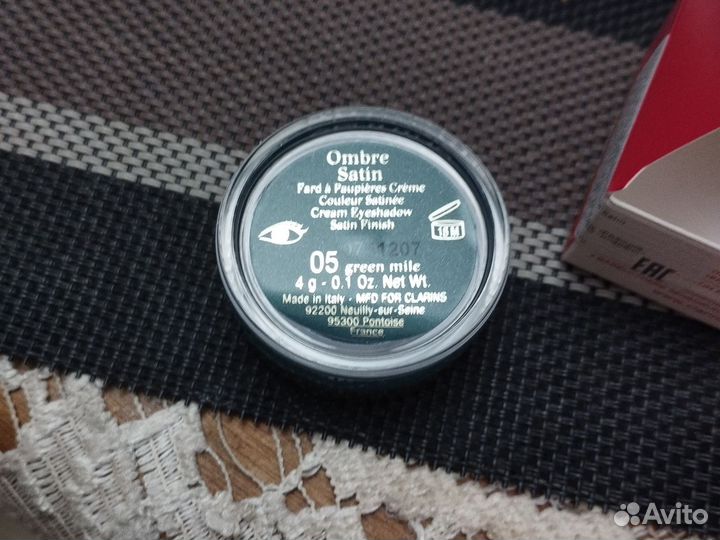 Ombre
Satin
Fard à Paupières Crème
Couleur Satinée
Cream Eyeshadow
Satin Finish
18M
1207
05 green mile
4 g - 0.1 Oz. Net Wt.
Made in Italy - MFD FOR CLARINS
92200 Neuilly-sur-Seine
95300 Pontoise
France
EAC
Avito